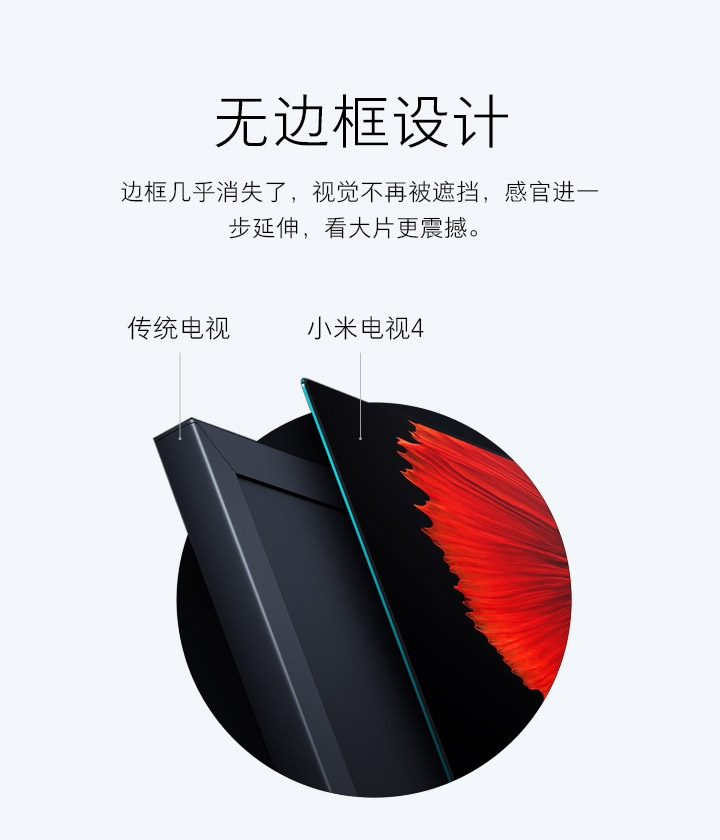 无边框设计
边框几乎消失了，视觉不再被遮挡，感官进一
步延伸，看大片更震撼。
传统电视
小米电视4